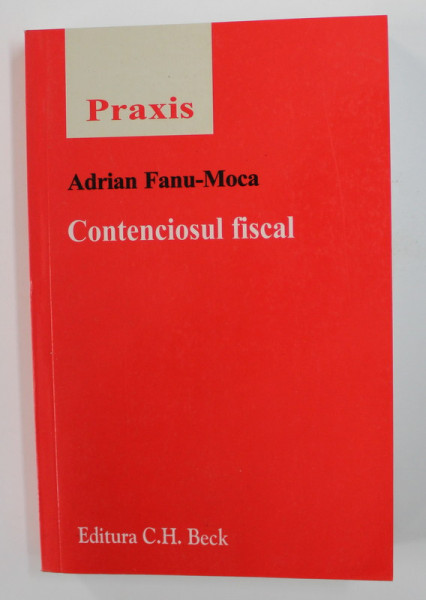 Praxis
Adrian Fanu-Moca
Contenciosul fiscal
Editura C.H. Beck